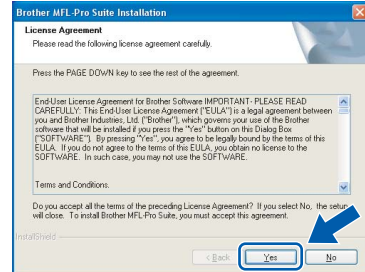 Brother MFL-Pro Suite Installation
License Agreement
Please read the following license agreement carefully.
Press the PAGE DOWN key to see the rest of the agreement.
End-User License Agreement for Brother Software IMPORTANT- PLEASE READ
CAREFULLY: This End-User License Agreement ("EULA") is a legal agreement between
you and Brother Industries, Ltd. ("Brother"), which governs your use of the Brother
software that will be installed if you press the "Yes" button on this Dialog Box
("SOFTWARE"). By pressing "Yes", you agree to be legally bound by the terms of this
EULA. If you do not agree to the terms of this EULA, you obtain no license to the
SOFTWARE. In such case, you may not use the SOFTWARE.
Terms and Conditions.
Do you accept all the terms of the preceding License Agreement? If you select No, the setup
will close. To install Brother MFL-Pro Suite, you must accept this agreement.
InstallShield
< Back
Yes
No